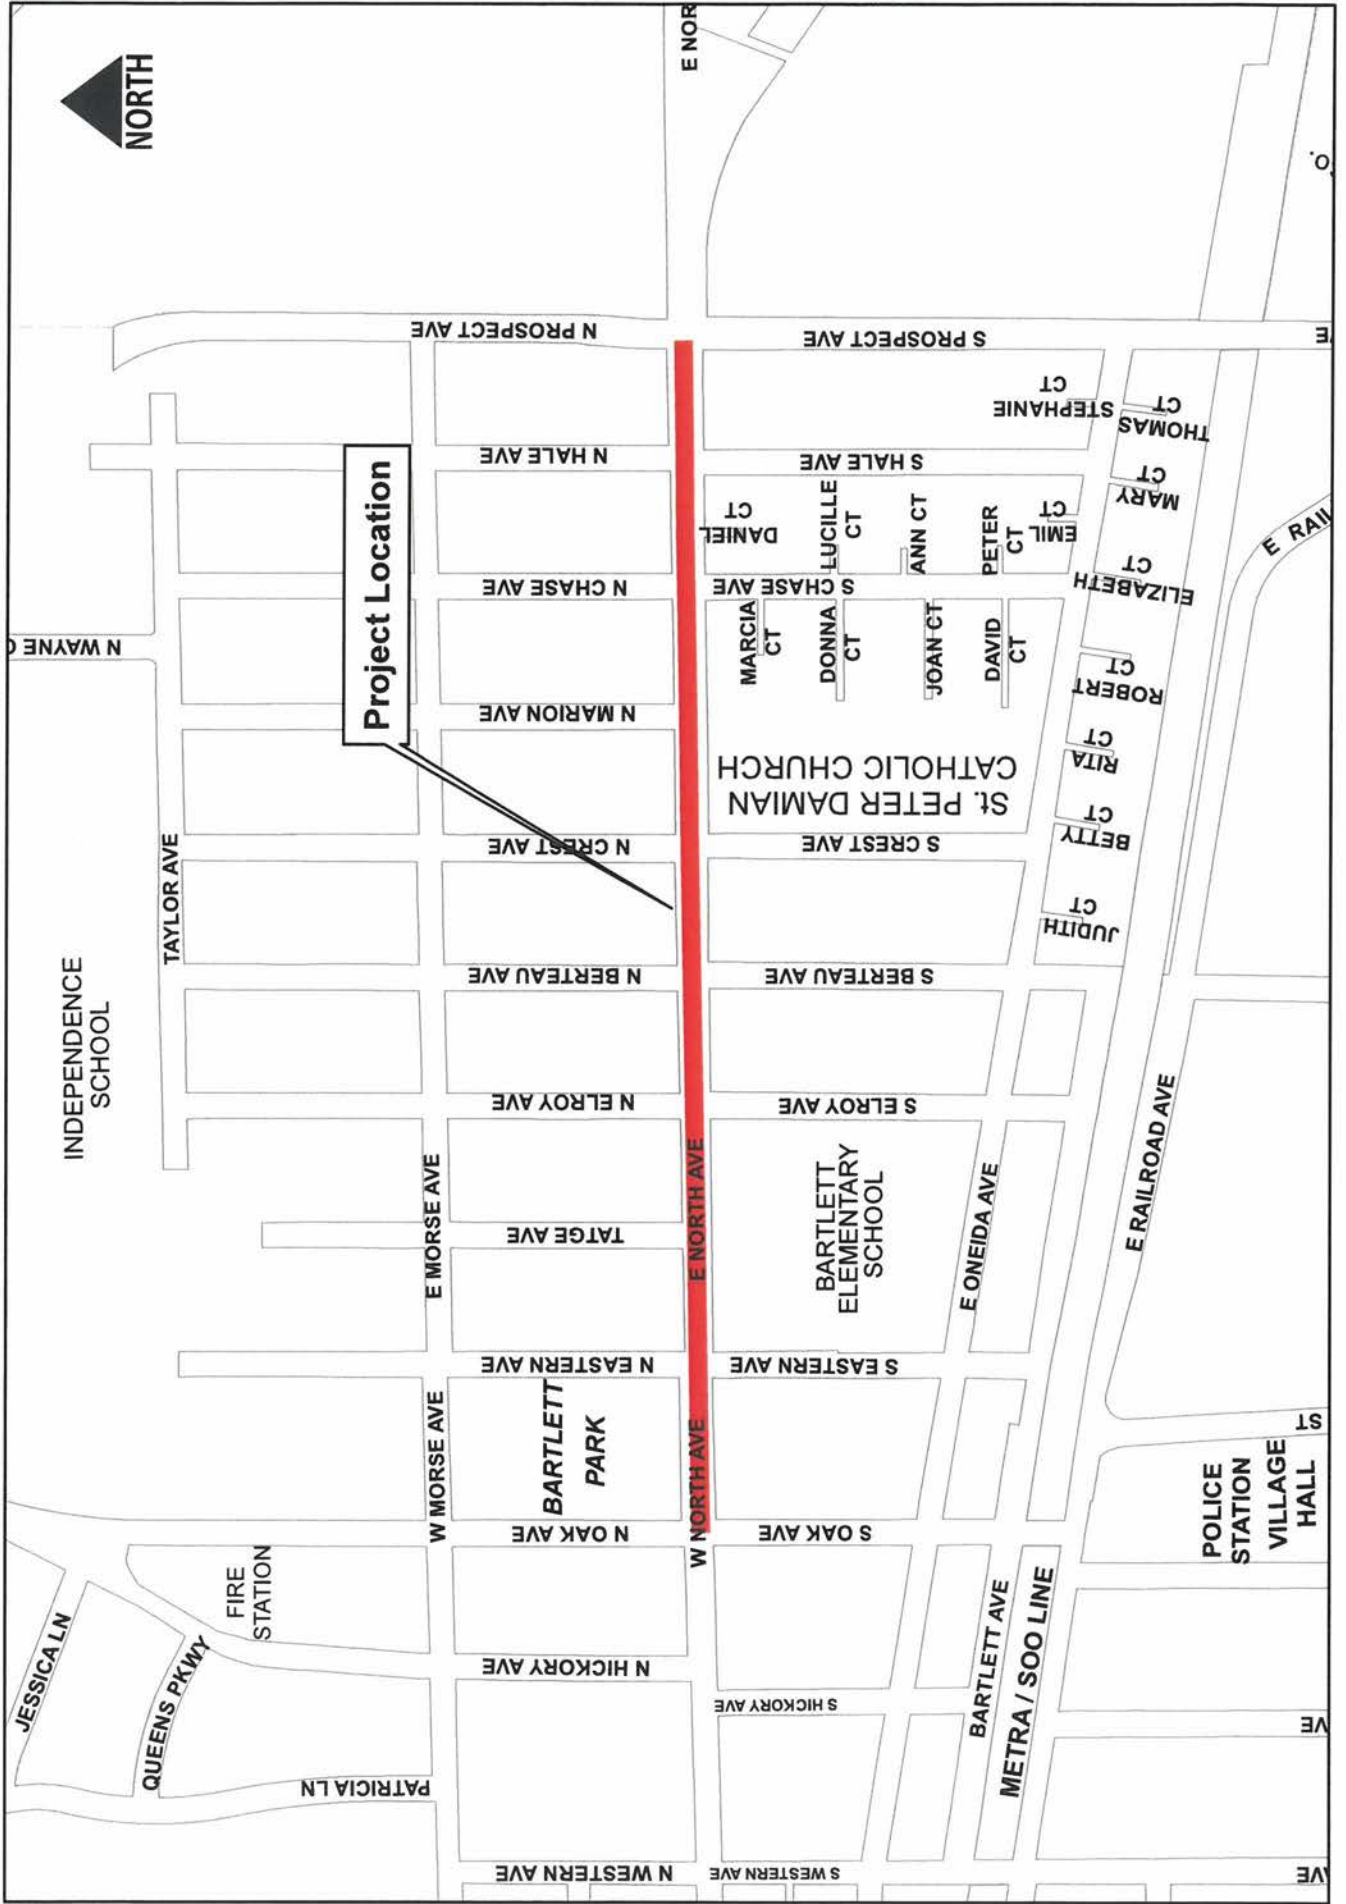 JESSICA LN
QUEENS PKWY
PATRICIA LN
FIRE
STATION
INDEPENDENCE
SCHOOL
N WAYNE C
NORTH
TAYLOR AVE
Project Location
W MORSE AVE
E MORSE AVE
N WESTERN AVE
N HICKORY AVE
N OAK AVE
BARTLETT
PARK
N EASTERN AVE
TATGE AVE
N ELROY AVE
N BERTEAU AVE
N CREST AVE
N MARION AVE
N CHASE AVE
N HALE AVE
N PROSPECT AVE
W NORTH AVE
E NORTH AVE
E NOR
S WESTERN AVE
S HICKORY AVE
S OAK AVE
S EASTERN AVE
BARTLETT
ELEMENTARY
SCHOOL
S ELROY AVE
S BERTEAU AVE
S CREST AVE
St. PETER DAMIAN
CATHOLIC CHURCH
S CHASE AVE
MARCIA
CT
DONNA
CT
JOAN CT
DAVID
CT
DANIEL
CT
LUCILLE
CT
ANN CT
PETER
CT
EMIL
CT
S HALE AVE
S PROSPECT AVE
STEPHANIE
CT
THOMAS
CT
MARY
CT
ELIZABETH
CT
ROBERT
CT
RITA
CT
BETTY
CT
JUDITH
CT
E ONEIDA AVE
BARTLETT AVE
METRA / SOO LINE
E RAILROAD AVE
E RAIL
POLICE
STATION
VILLAGE
HALL
ST
VE
VE
VE
O.